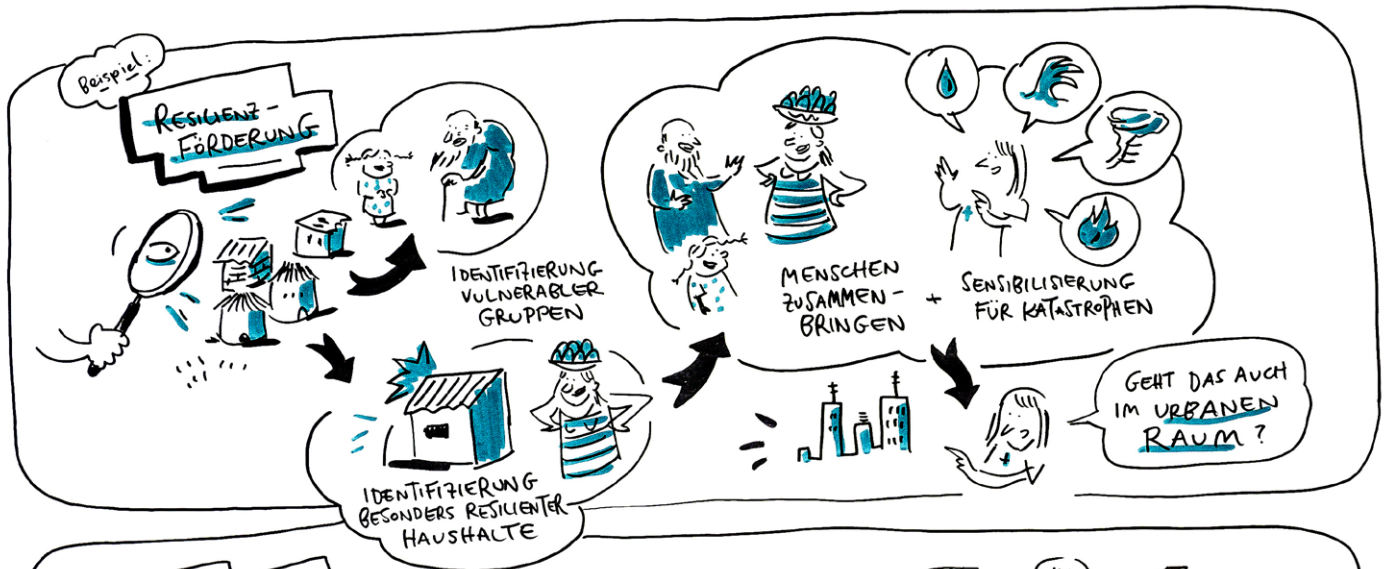 Beispiel:
RESILIENZ-
FÖRDERUNG
IDENTIFIZIERUNG
VULNERABLER
GRUPPEN
IDENTIFIZIERUNG
BESONDERS RESILIENTER
HAUSHALTE
MENSCHEN
ZUSAMMEN-
BRINGEN
+
SENSIBILISIERUNG
FÜR KATASTROPHEN
GEHT DAS AUCH
IM URBANEN
RAUM?